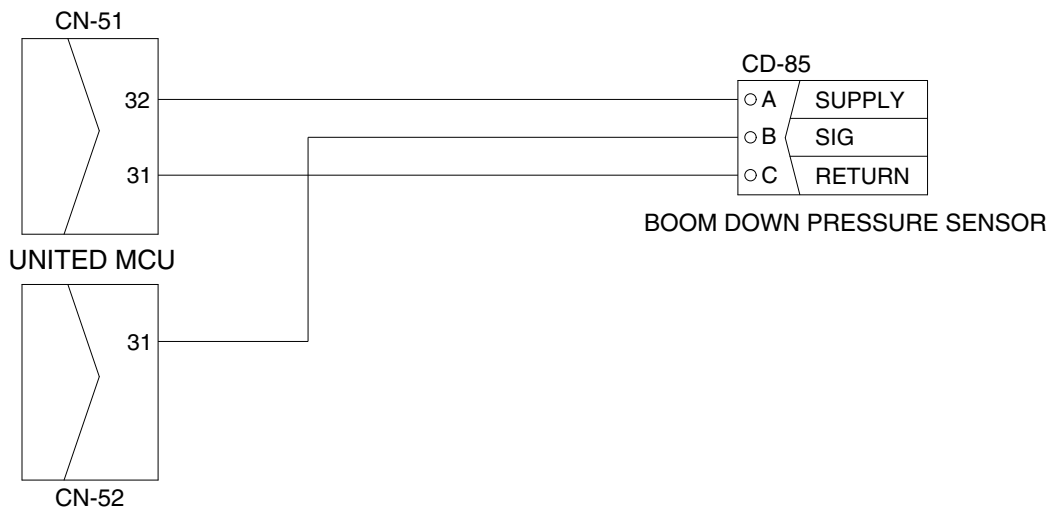 CN-51
32
31
UNITED MCU
31
CN-52
CD-85
A SUPPLY
B SIG
C RETURN
BOOM DOWN PRESSURE SENSOR